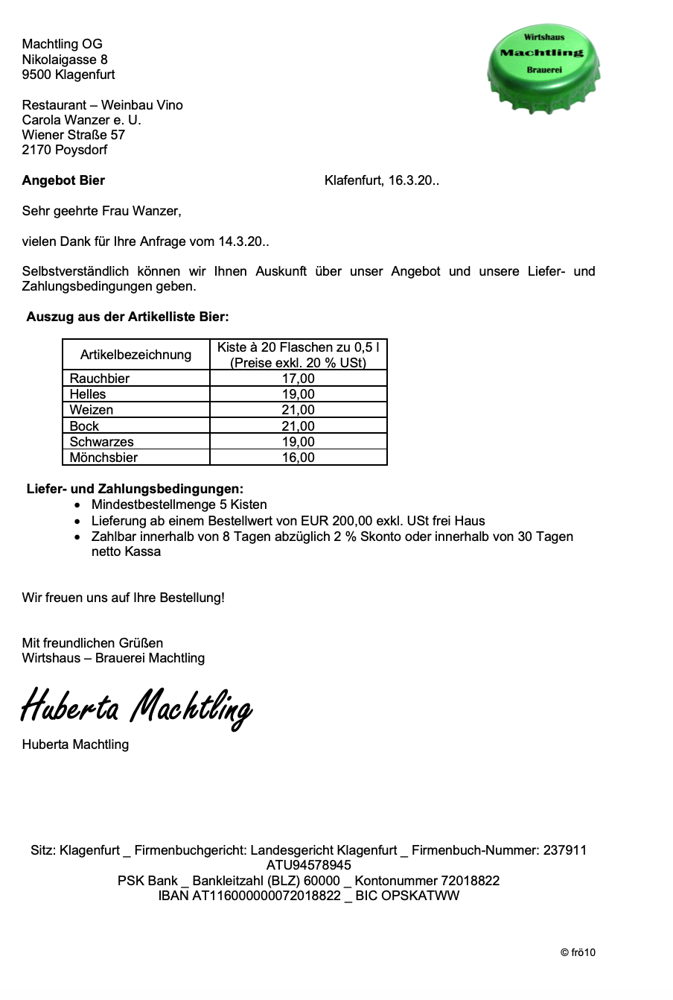 Machtling OG
Nikolaigasse 8
9500 Klagenfurt
Wirtshaus
Machtling
Brauerei
Restaurant – Weinbau Vino
Carola Wanzer e. U.
Wiener Straße 57
2170 Poysdorf
Angebot Bier Klafenfurt, 16.3.20..
Sehr geehrte Frau Wanzer,
vielen Dank für Ihre Anfrage vom 14.3.20..
Selbstverständlich können wir Ihnen Auskunft über unser Angebot und unsere Liefer- und
Zahlungsbedingungen geben.
Auszug aus der Artikelliste Bier:
Artikelbezeichnung Kiste à 20 Flaschen zu 0,5 l
(Preise exkl. 20 % USt)
Rauchbier 17,00
Helles 19,00
Weizen 21,00
Bock 21,00
Schwarzes 19,00
Mönchsbier 16,00
Liefer- und Zahlungsbedingungen:
• Mindestbestellmenge 5 Kisten
• Lieferung ab einem Bestellwert von EUR 200,00 exkl. USt frei Haus
• Zahlbar innerhalb von 8 Tagen abzüglich 2 % Skonto oder innerhalb von 30 Tagen
netto Kassa
Wir freuen uns auf Ihre Bestellung!
Mit freundlichen Grüßen
Wirtshaus – Brauerei Machtling
Huberta Machtling
Huberta Machtling
Sitz: Klagenfurt _ Firmenbuchgericht: Landesgericht Klagenfurt _ Firmenbuch-Nummer: 237911
ATU94578945
PSK Bank _ Bankleitzahl (BLZ) 60000 _ Kontonummer 72018822
IBAN AT116000000072018822 _ BIC OPSKATWW
© frö10